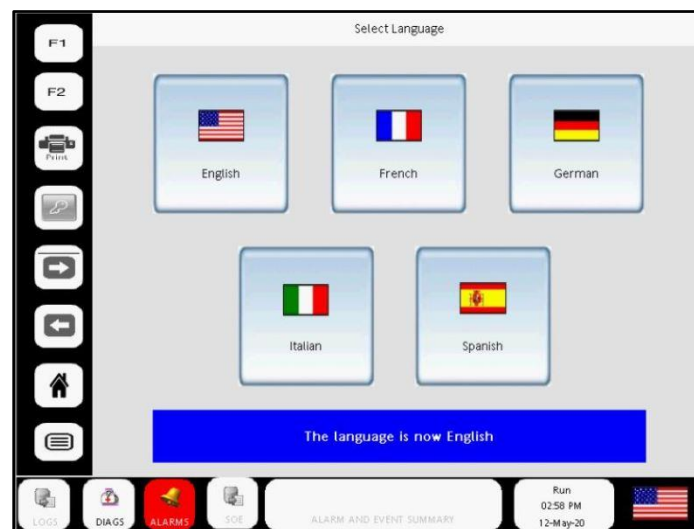 Select Language
F1
F2
Print
English
French
German
Italian
Spanish
The language is now English
LOGS
DIAGS
ALARMS
SOE
ALARM AND EVENT SUMMARY
Run
02:58 PM
12-May-20